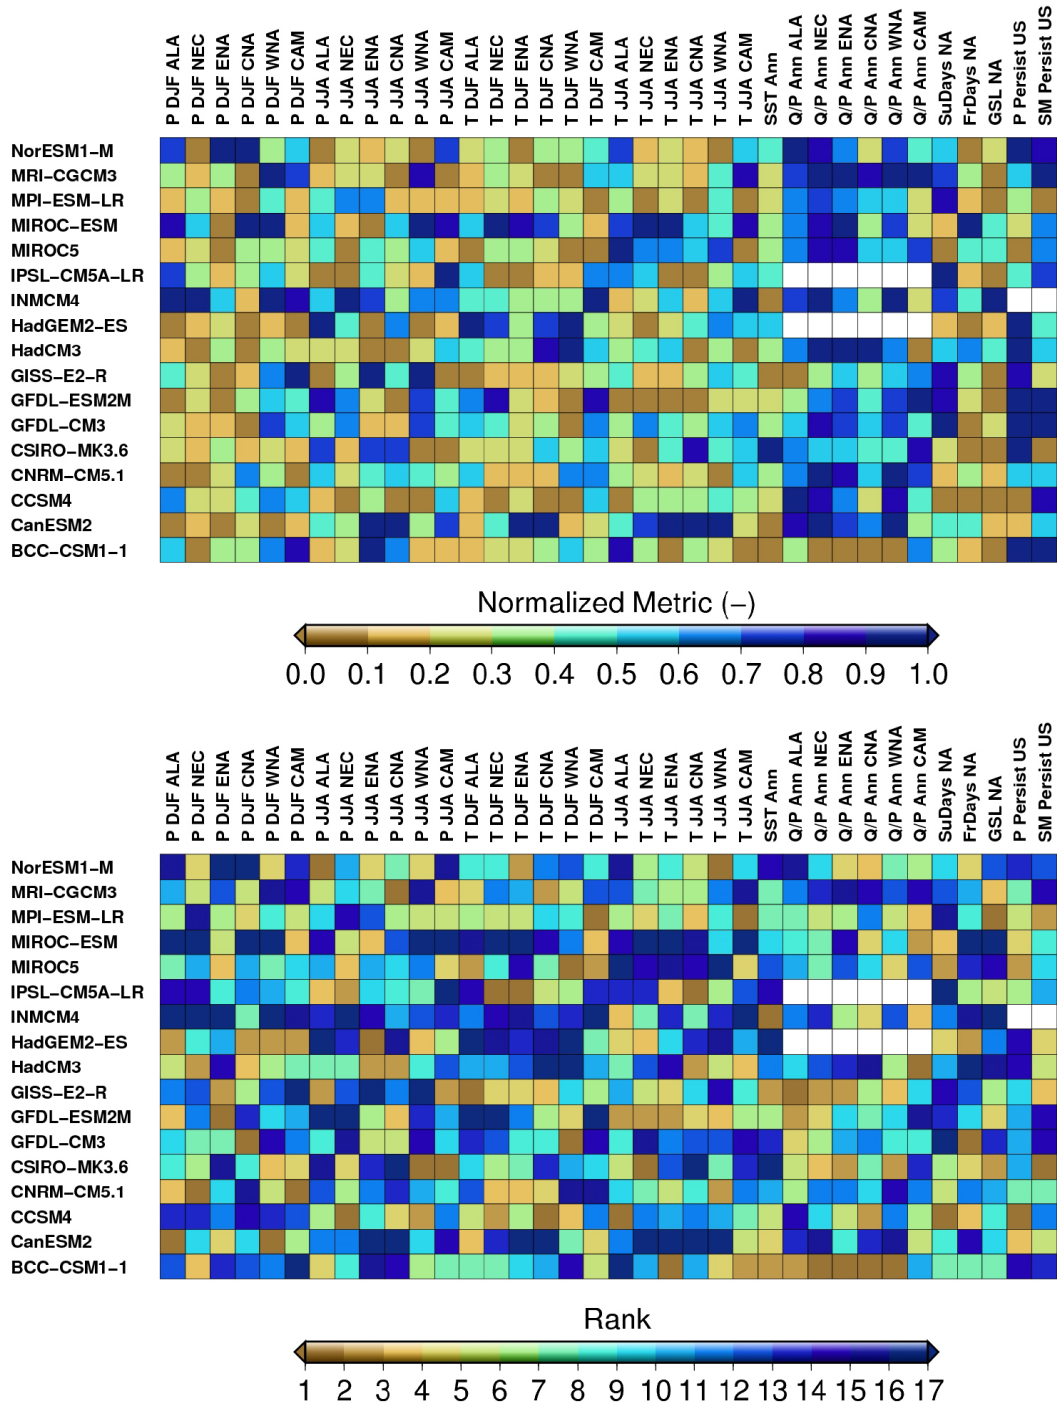 P DJF ALA
P DJF NEC
P DJF ENA
P DJF CNA
P DJF WNA
P DJF CAM
P JJA ALA
P JJA NEC
P JJA ENA
P JJA CNA
P JJA WNA
P JJA CAM
T DJF ALA
T DJF NEC
T DJF ENA
T DJF CNA
T DJF WNA
T DJF CAM
T JJA ALA
T JJA NEC
T JJA ENA
T JJA CNA
T JJA WNA
T JJA CAM
SST Ann
Q/P Ann ALA
Q/P Ann NEC
Q/P Ann ENA
Q/P Ann CNA
Q/P Ann WNA
Q/P Ann CAM
SuDays NA
FrDays NA
GSL NA
P Persist US
SM Persist US
NorESM1−M
MRI−CGCM3
MPI−ESM−LR
MIROC−ESM
MIROC5
IPSL−CM5A−LR
INMCM4
HadGEM2−ES
HadCM3
GISS−E2−R
GFDL−ESM2M
GFDL−CM3
CSIRO−MK3.6
CNRM−CM5.1
CCSM4
CanESM2
BCC−CSM1−1
Normalized Metric (−)
0.0 0.1 0.2 0.3 0.4 0.5 0.6 0.7 0.8 0.9 1.0
P DJF ALA
P DJF NEC
P DJF ENA
P DJF CNA
P DJF WNA
P DJF CAM
P JJA ALA
P JJA NEC
P JJA ENA
P JJA CNA
P JJA WNA
P JJA CAM
T DJF ALA
T DJF NEC
T DJF ENA
T DJF CNA
T DJF WNA
T DJF CAM
T JJA ALA
T JJA NEC
T JJA ENA
T JJA CNA
T JJA WNA
T JJA CAM
SST Ann
Q/P Ann ALA
Q/P Ann NEC
Q/P Ann ENA
Q/P Ann CNA
Q/P Ann WNA
Q/P Ann CAM
SuDays NA
FrDays NA
GSL NA
P Persist US
SM Persist US
NorESM1−M
MRI−CGCM3
MPI−ESM−LR
MIROC−ESM
MIROC5
IPSL−CM5A−LR
INMCM4
HadGEM2−ES
HadCM3
GISS−E2−R
GFDL−ESM2M
GFDL−CM3
CSIRO−MK3.6
CNRM−CM5.1
CCSM4
CanESM2
BCC−CSM1−1
Rank
1 2 3 4 5 6 7 8 9 10 11 12 13 14 15 16 17